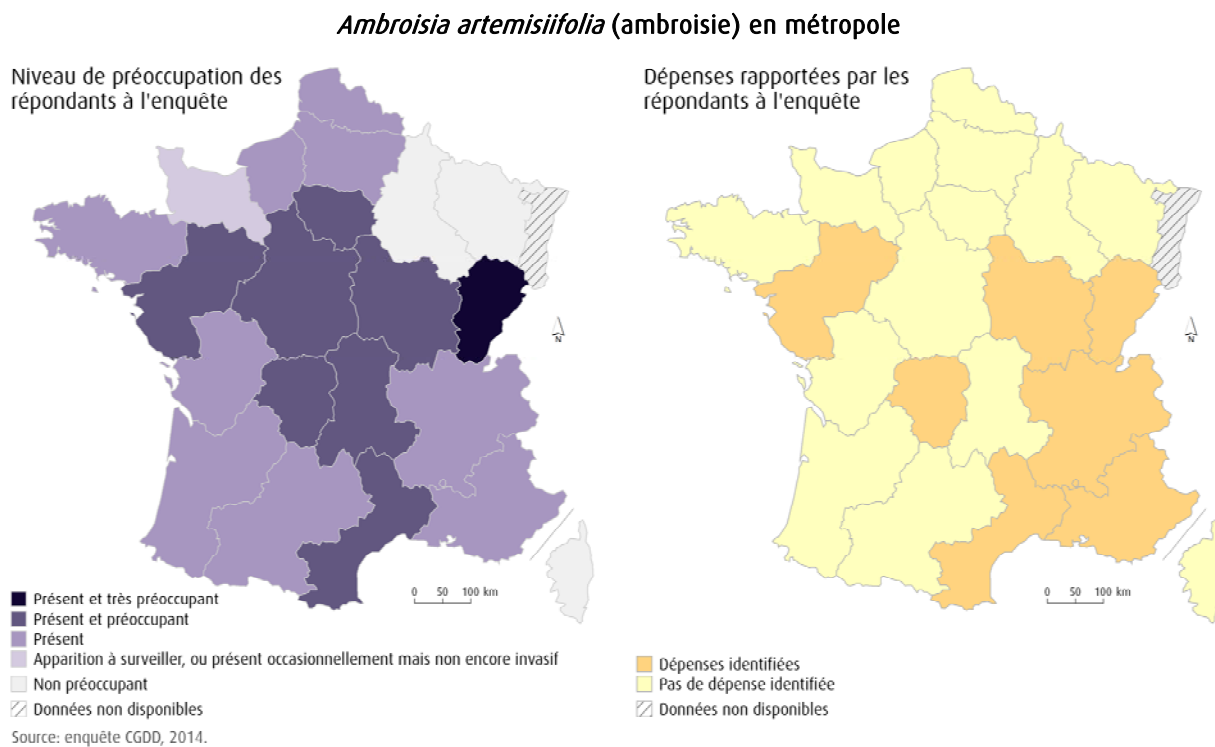 Ambroisia artemisiifolia (ambroisie) en métropole
Niveau de préoccupation des
répondants à l'enquête
N
0 50 100 km
Présent et très préoccupant
Présent et préoccupant
Présent
Apparition à surveiller, ou présent occasionnellement mais non encore invasif
Non préoccupant
Données non disponibles
Source: enquête CGDD, 2014.
Dépenses rapportées par les
répondants à l'enquête
N
0 50 100 km
Dépenses identifiées
Pas de dépense identifiée
Données non disponibles